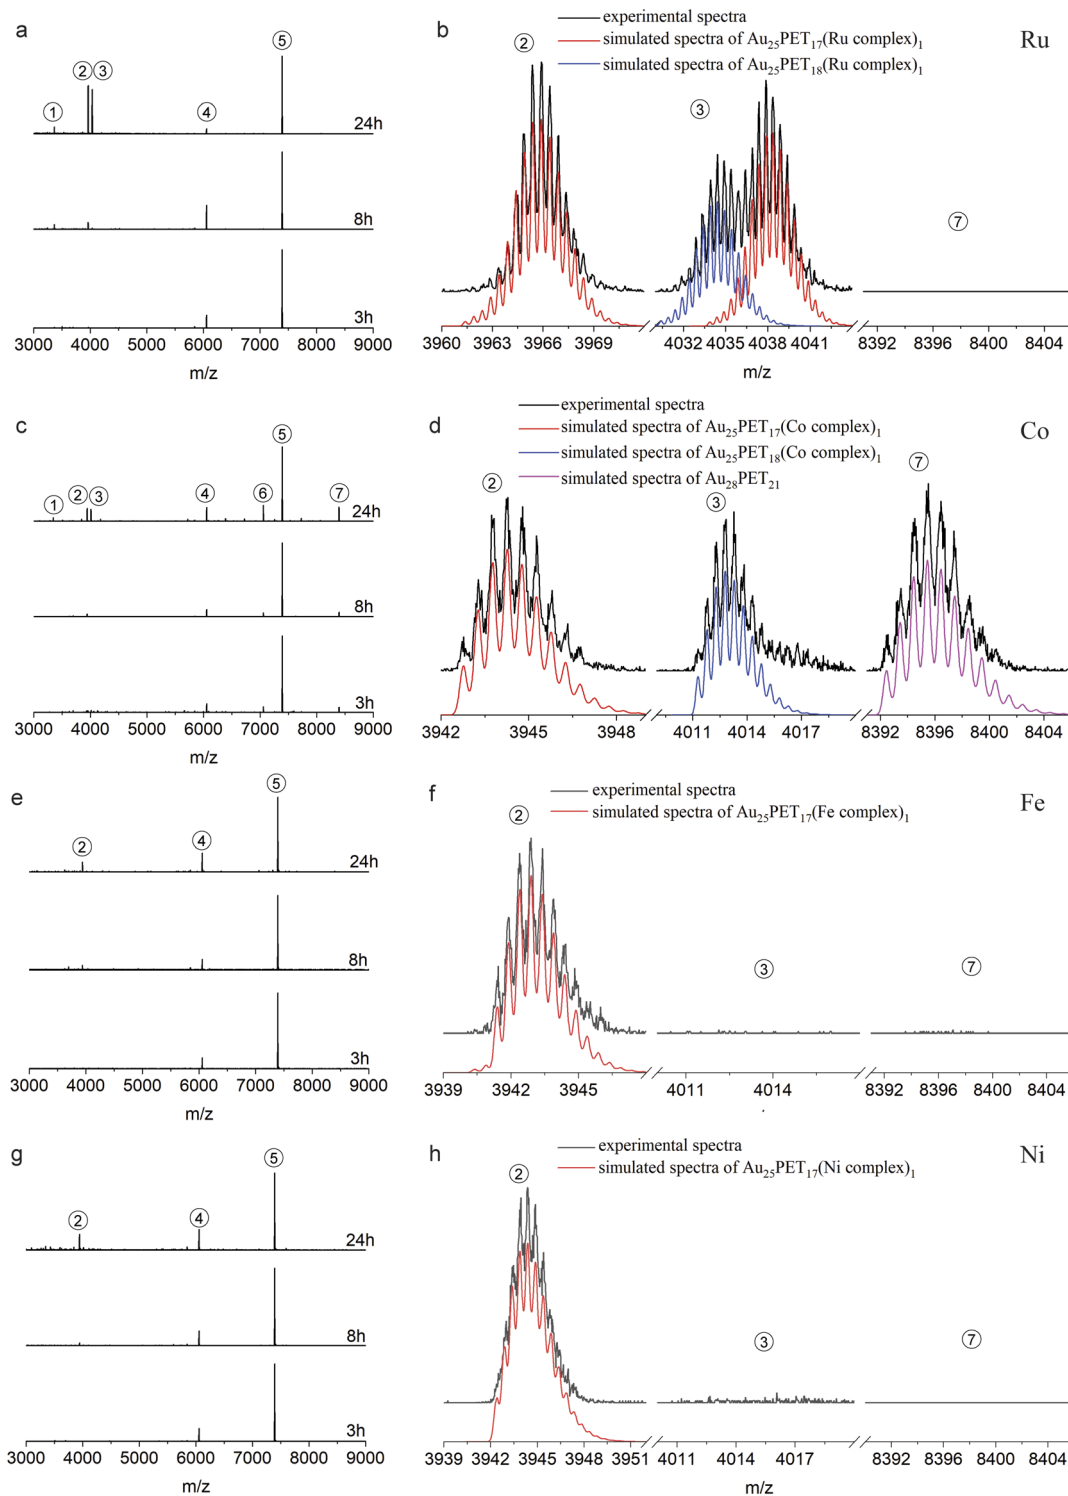 a
①
② ③
④
⑤
24h
8h
3h
3000 4000 5000 6000 7000 8000 9000
m/z
b
experimental spectra
simulated spectra of Au₂₅PET₁₇(Ru complex)₁
simulated spectra of Au₂₅PET₁₈(Ru complex)₁
Ru
②
③
⑦
3960 3963 3966 3969 4032 4035 4038 4041 8392 8396 8400 8404
m/z
c
①
② ③
④
⑥
⑤
⑦
24h
8h
3h
3000 4000 5000 6000 7000 8000 9000
m/z
d
experimental spectra
simulated spectra of Au₂₅PET₁₇(Co complex)₁
simulated spectra of Au₂₅PET₁₈(Co complex)₁
simulated spectra of Au₂₈PET₂₁
Co
②
③
⑦
3942 3945 3948 4011 4014 4017 8392 8396 8400 8404
m/z
e
②
④
⑤
24h
8h
3h
3000 4000 5000 6000 7000 8000 9000
m/z
f
experimental spectra
simulated spectra of Au₂₅PET₁₇(Fe complex)₁
Fe
②
③
⑦
3939 3942 3945 4011 4014 8392 8396 8400 8404
g
②
④
⑤
24h
8h
3h
3000 4000 5000 6000 7000 8000 9000
m/z
h
experimental spectra
simulated spectra of Au₂₅PET₁₇(Ni complex)₁
Ni
②
③
⑦
3939 3942 3945 3948 3951 4011 4014 4017 8392 8396 8400 8404
m/z